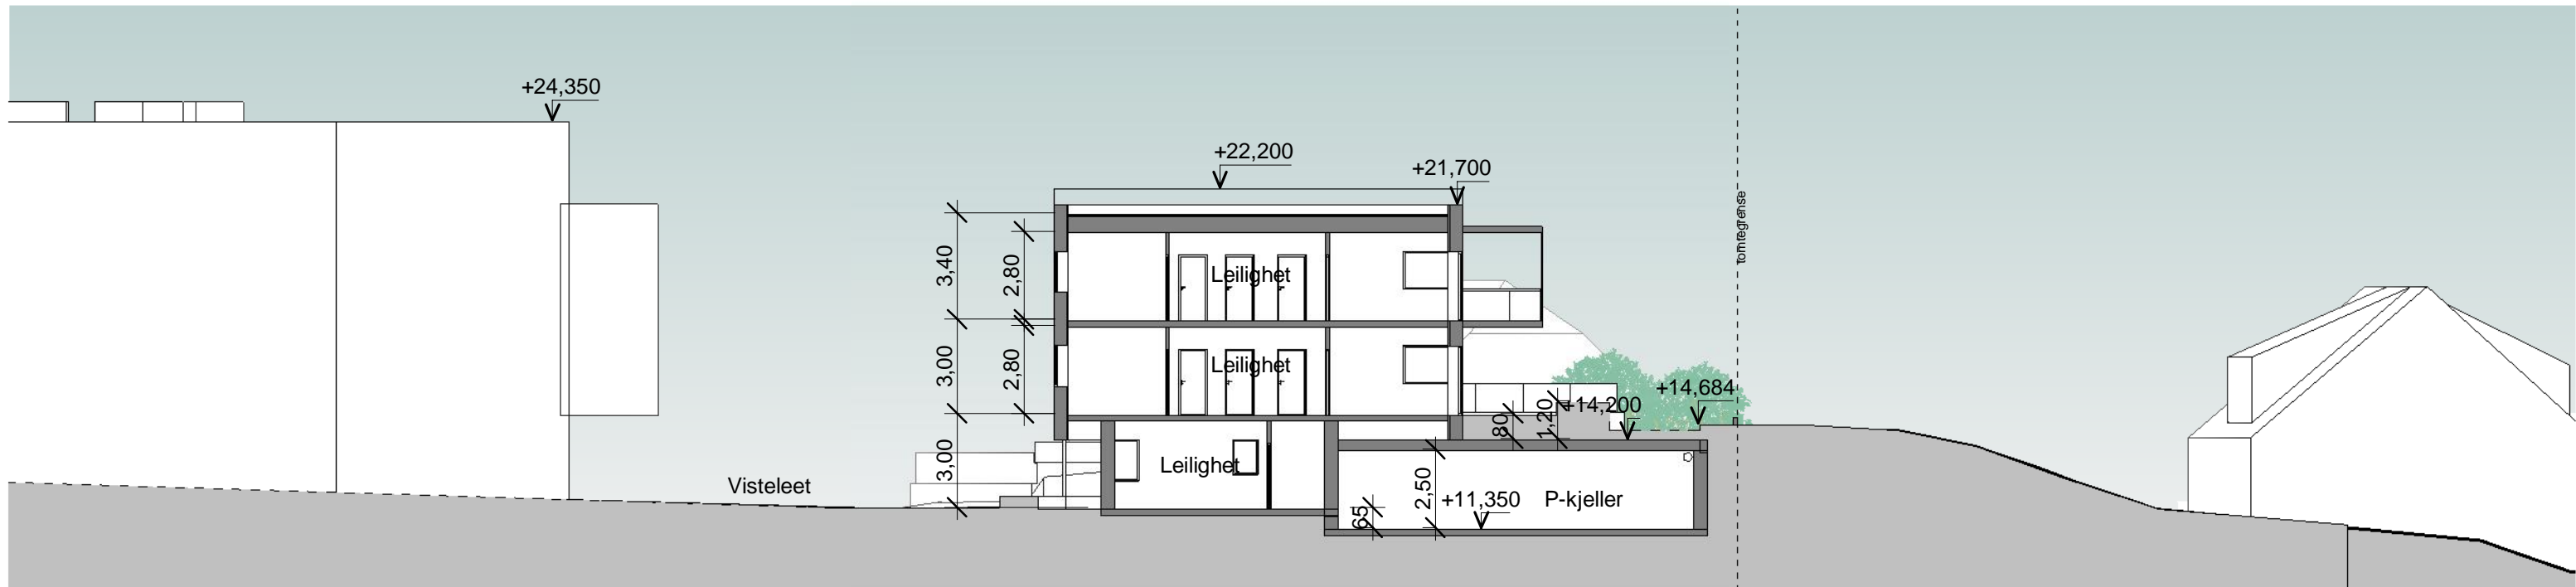 +24,350
+22,200
+21,700
tomtegrense
3,40
2,80
Leilighet
3,00
2,80
Leilighet
+14,684
+14,200
80
1,20
3,00
Leilighet
Visteleet
2,50
+11,350
P-kjeller
65